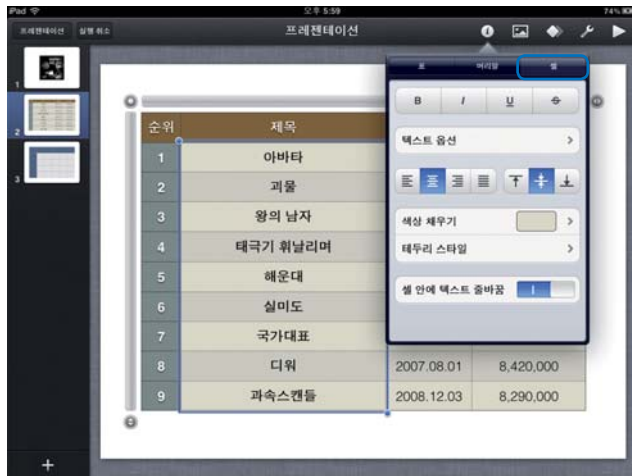 iPad 오후 5:59 74%
프레젠테이션 실행 취소 프레젠테이션
표 머리말 셀
B I U S
텍스트 옵션
색상 채우기
테두리 스타일
셀 안에 텍스트 줄바꿈
순위 제목
1 아바타
2 괴물
3 왕의 남자
4 태극기 휘날리며
5 해운대
6 실미도
7 국가대표
8 디워 2007.08.01 8,420,000
9 과속스캔들 2008.12.03 8,290,000
1
2
3